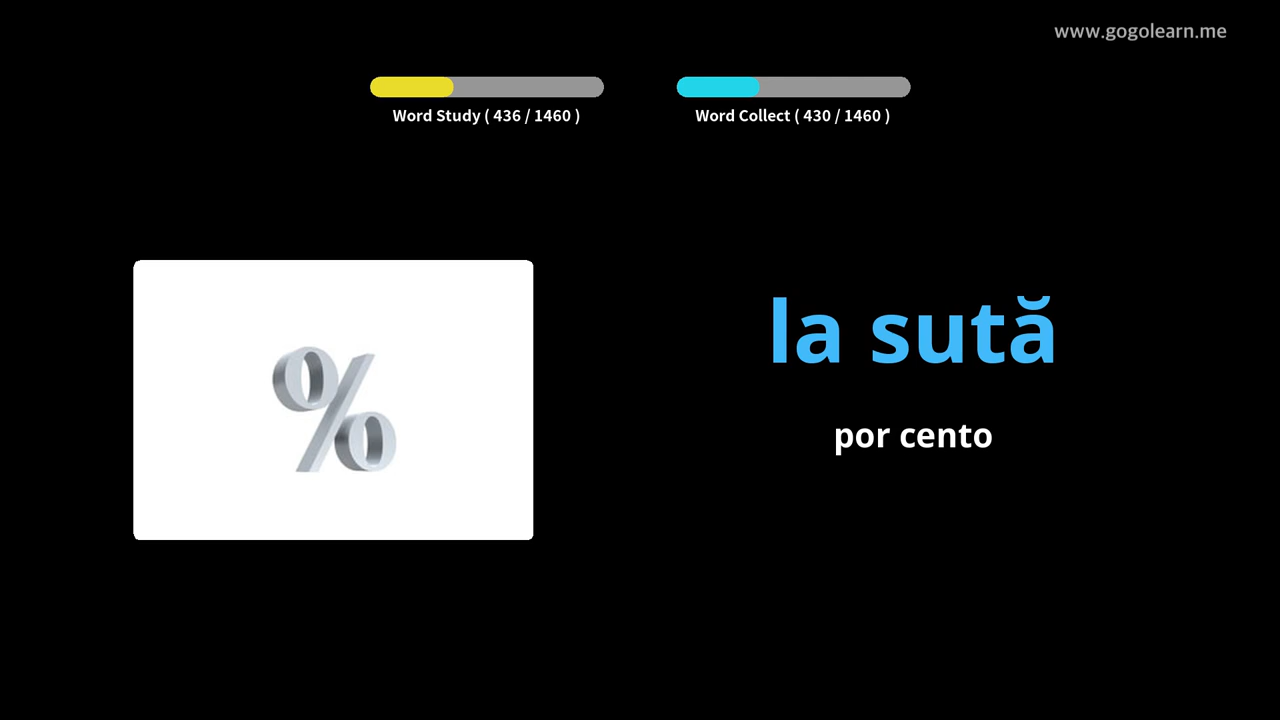 www.gogolearn.me
Word Study ( 436 / 1460 )
Word Collect ( 430 / 1460 )
%
la sută
por cento